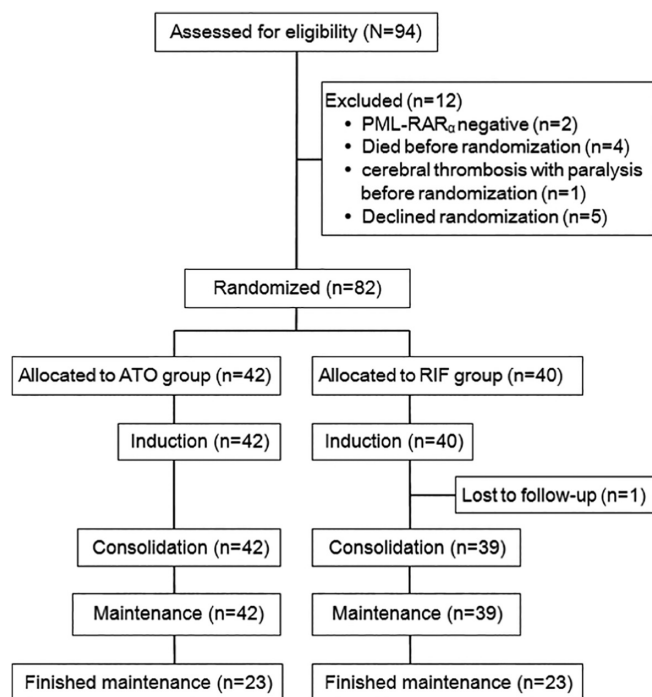 Assessed for eligibility (N=94)
Excluded (n=12)
• PML-RARα negative (n=2)
• Died before randomization (n=4)
• cerebral thrombosis with paralysis
before randomization (n=1)
• Declined randomization (n=5)
Randomized (n=82)
Allocated to ATO group (n=42)
Allocated to RIF group (n=40)
Induction (n=42)
Induction (n=40)
Lost to follow-up (n=1)
Consolidation (n=42)
Consolidation (n=39)
Maintenance (n=42)
Maintenance (n=39)
Finished maintenance (n=23)
Finished maintenance (n=23)